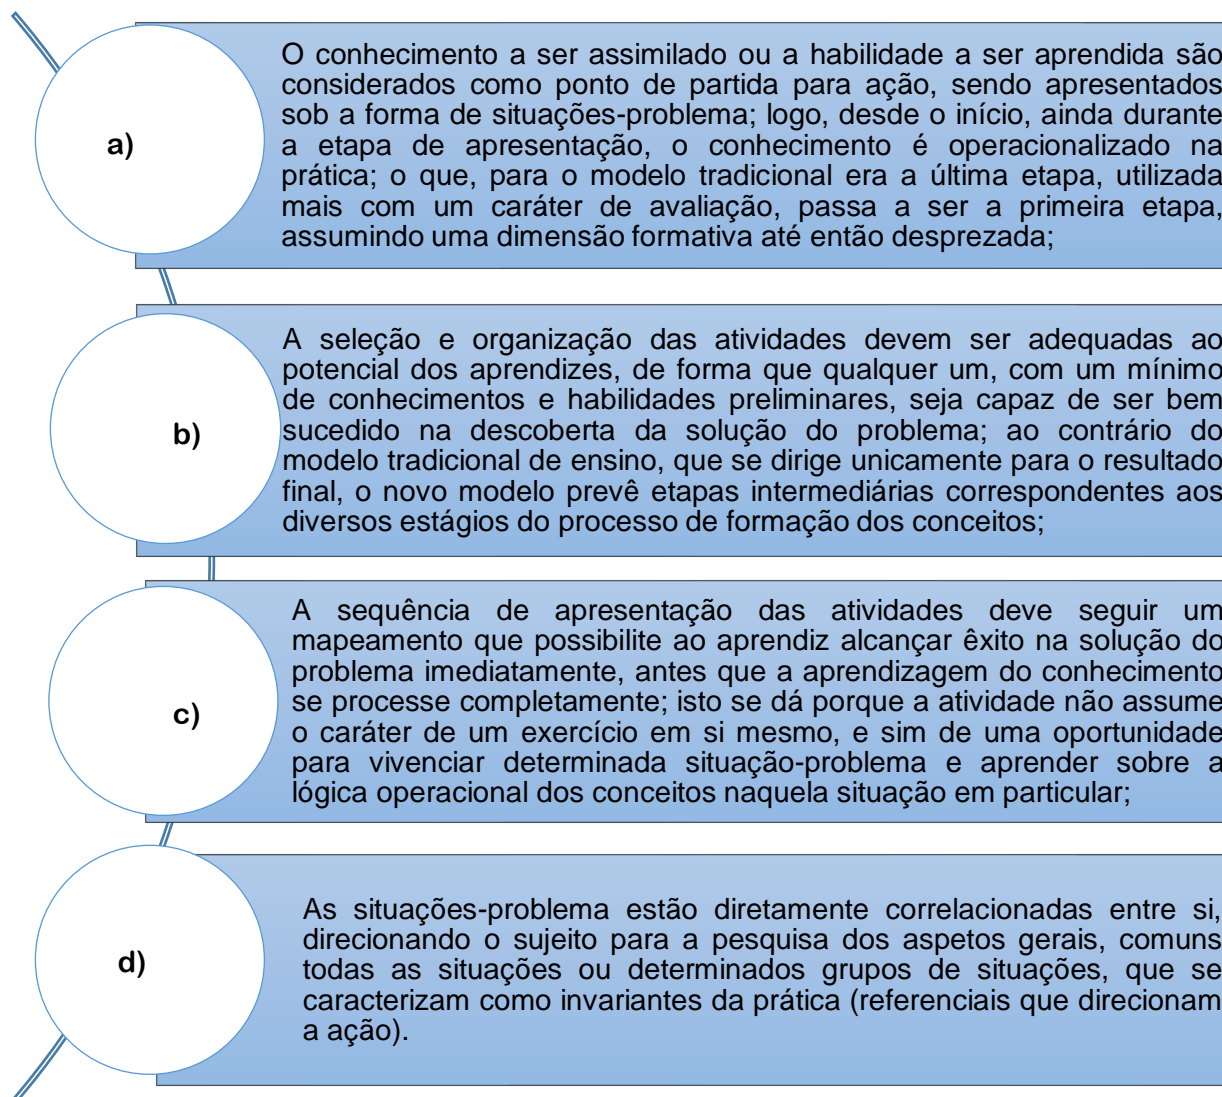 a)
O conhecimento a ser assimilado ou a habilidade a ser aprendida são
considerados como ponto de partida para ação, sendo apresentados
sob a forma de situações-problema; logo, desde o início, ainda durante
a etapa de apresentação, o conhecimento é operacionalizado na
prática; o que, para o modelo tradicional era a última etapa, utilizada
mais com um caráter de avaliação, passa a ser a primeira etapa,
assumindo uma dimensão formativa até então desprezada;
b)
A seleção e organização das atividades devem ser adequadas ao
potencial dos aprendizes, de forma que qualquer um, com um mínimo
de conhecimentos e habilidades preliminares, seja capaz de ser bem
sucedido na descoberta da solução do problema; ao contrário do
modelo tradicional de ensino, que se dirige unicamente para o resultado
final, o novo modelo prevê etapas intermediárias correspondentes aos
diversos estágios do processo de formação dos conceitos;
c)
A sequência de apresentação das atividades deve seguir um
mapeamento que possibilite ao aprendiz alcançar êxito na solução do
problema imediatamente, antes que a aprendizagem do conhecimento
se processe completamente; isto se dá porque a atividade não assume
o caráter de um exercício em si mesmo, e sim de uma oportunidade
para vivenciar determinada situação-problema e aprender sobre a
lógica operacional dos conceitos naquela situação em particular;
d)
As situações-problema estão diretamente correlacionadas entre si,
direcionando o sujeito para a pesquisa dos aspetos gerais, comuns
todas as situações ou determinados grupos de situações, que se
caracterizam como invariantes da prática (referenciais que direcionam
a ação).